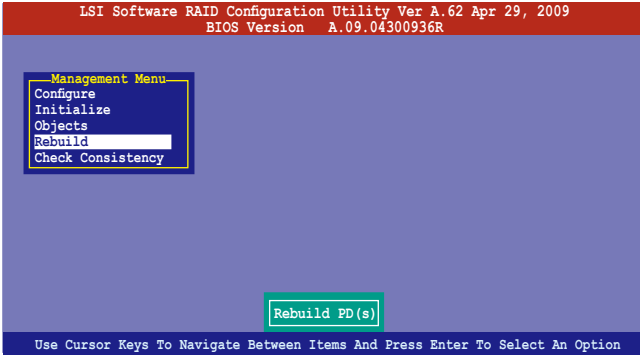 LSI Software RAID Configuration Utility Ver A.62 Apr 29, 2009
BIOS Version A.09.04300936R
Management Menu
Configure
Initialize
Objects
Rebuild
Check Consistency
Rebuild PD(s)
Use Cursor Keys To Navigate Between Items And Press Enter To Select An Option